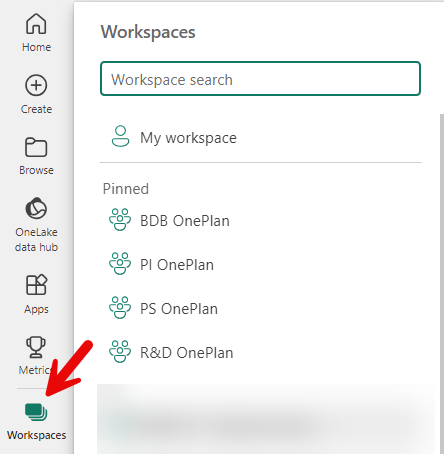 Home
Create
Browse
OneLake
data hub
Apps
Metric
Workspaces
Workspaces
Workspace search
My workspace
Pinned
BDB OnePlan
PI OnePlan
PS OnePlan
R&D OnePlan